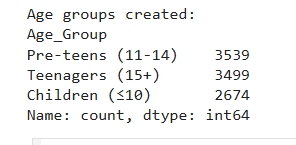 Age groups created:
Age_Group
Pre-teens (11-14)    3539
Teenagers (15+)      3499
Children (≤10)       2674
Name: count, dtype: int64